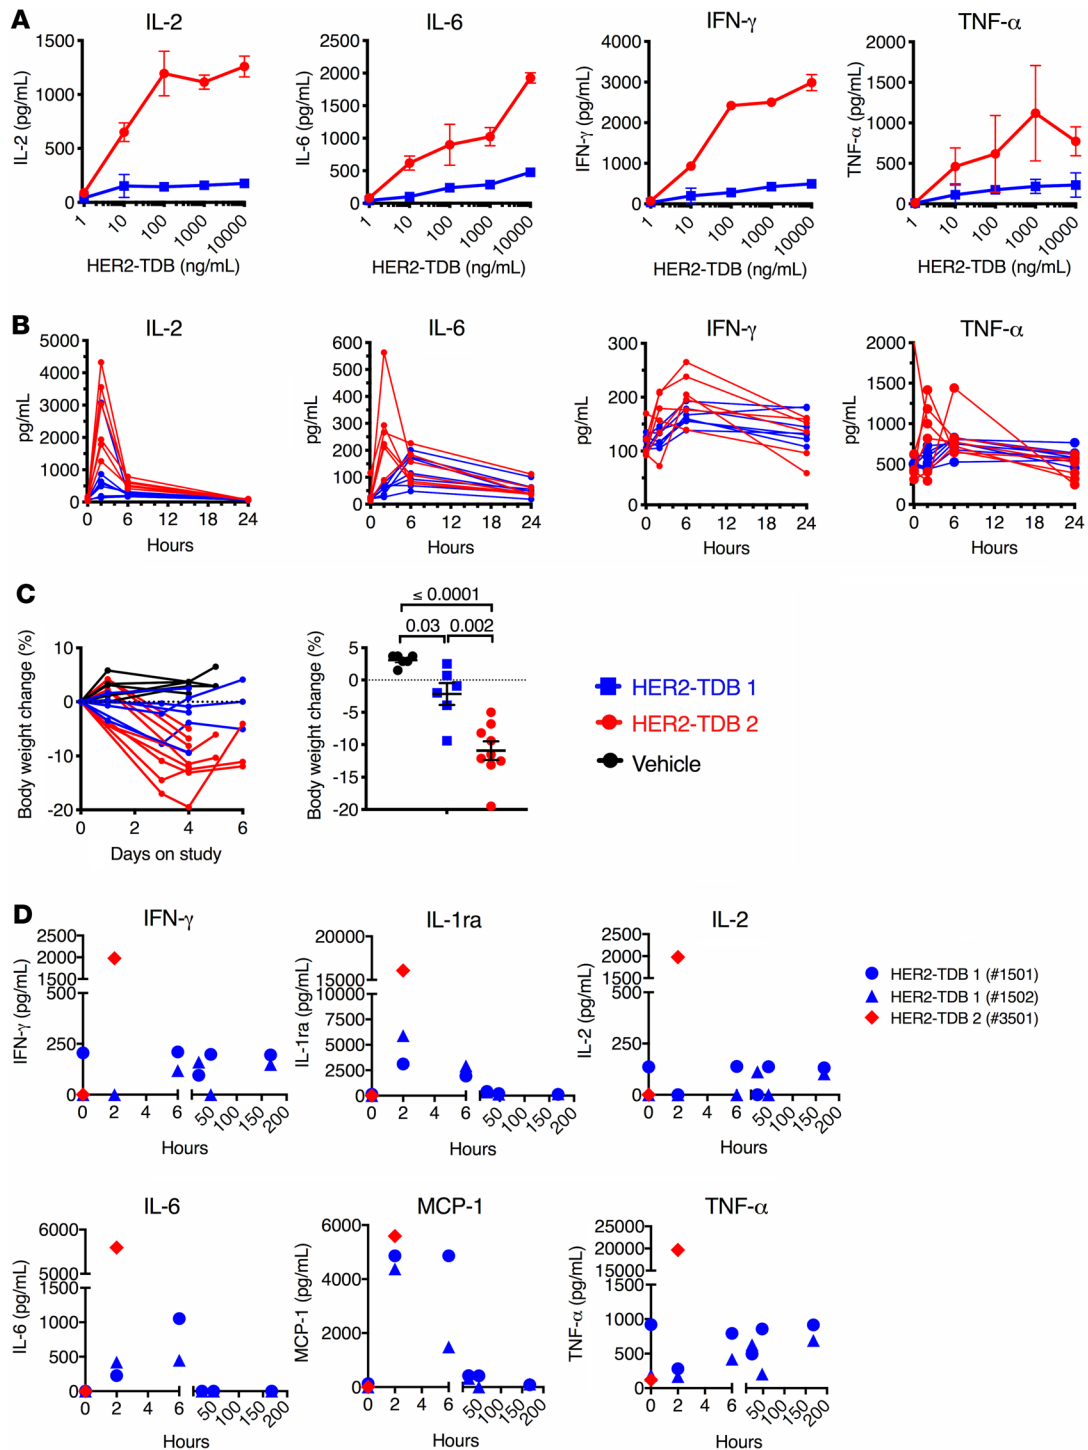 A
IL-2
IL-6
IFN-γ
TNF-α
IL-2 (pg/mL)
1500
1000
500
0
1
10
100
1000
10000
HER2-TDB (ng/mL)
IL-6 (pg/mL)
2500
2000
1500
1000
500
0
1
10
100
1000
10000
HER2-TDB (ng/mL)
IFN-γ (pg/mL)
4000
3000
2000
1000
0
1
10
100
1000
10000
HER2-TDB (ng/mL)
TNF-α (pg/mL)
2000
1500
1000
500
0
1
10
100
1000
10000
HER2-TDB (ng/mL)
B
IL-2
IL-6
IFN-γ
TNF-α
pg/mL
5000
4000
3000
2000
1000
0
0 6 12 18 24
Hours
pg/mL
600
500
400
300
200
100
0
0 6 12 18 24
Hours
pg/mL
300
200
100
0
0 6 12 18 24
Hours
pg/mL
2000
1500
1000
500
0
0 6 12 18 24
Hours
C
Body weight change (%)
10
0
-10
-20
0 2 4 6
Days on study
≤ 0.0001
0.03 0.002
Body weight change (%)
5
0
-5
-10
-15
-20
HER2-TDB 1
HER2-TDB 2
Vehicle
D
IFN-γ
IL-1ra
IL-2
IFN-γ (pg/mL)
2500
2000
1500
500
250
0
0 2 4 6 50 100 150 200
Hours
IL-1ra (pg/mL)
20000
15000
10000
7500
5000
2500
0
0 2 4 6 50 100 150 200
Hours
IL-2 (pg/mL)
2500
2000
1500
500
250
0
0 2 4 6 50 100 150 200
Hours
HER2-TDB 1 (#1501)
HER2-TDB 1 (#1502)
HER2-TDB 2 (#3501)
IL-6
MCP-1
TNF-α
IL-6 (pg/mL)
6000
5000
1500
1000
500
0
0 2 4 6 50 100 150 200
Hours
MCP-1 (pg/mL)
6000
4000
2000
0
0 2 4 6 50 100 150 200
Hours
TNF-α (pg/mL)
25000
20000
15000
1500
1000
500
0
0 2 4 6 50 100 150 200
Hours